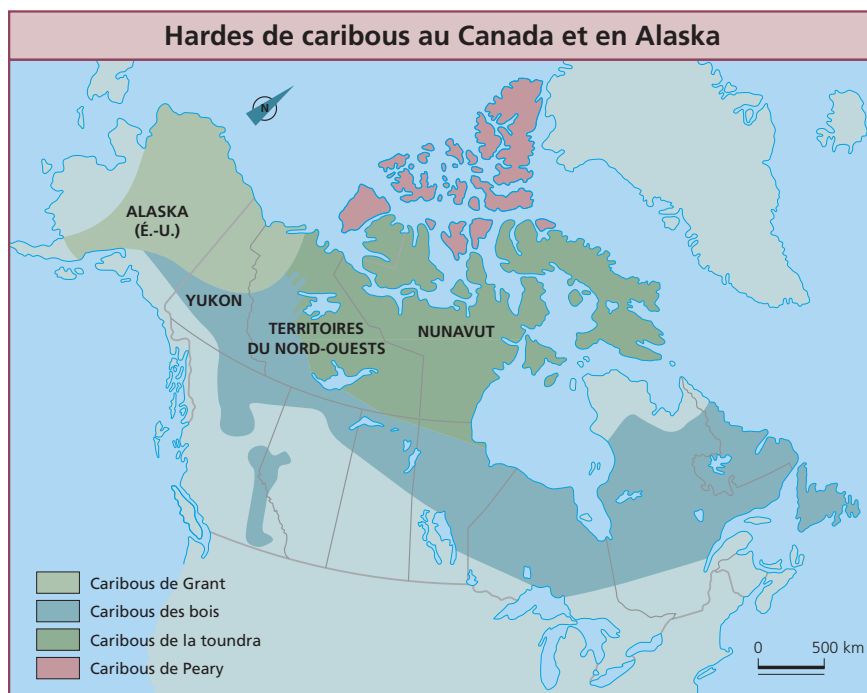 Hardes de caribous au Canada et en Alaska
N
ALASKA
(É.-U.)
YUKON
TERRITOIRES
DU NORD-OUESTS
NUNAVUT
Caribous de Grant
Caribous des bois
Caribous de la toundra
Caribous de Peary
0 500 km